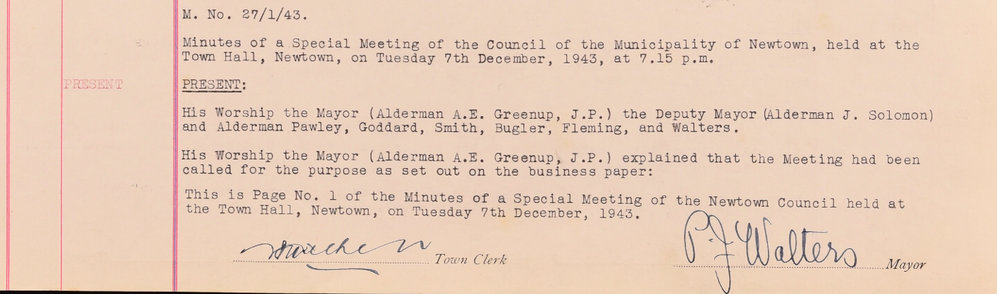 M. No. 27/1/43.
Minutes of a Special Meeting of the Council of the Municipality of Newtown, held at the
Town Hall, Newtown, on Tuesday 7th December, 1943, at 7.15 p.m.
PRESENT
PRESENT:
His Worship the Mayor (Alderman A.E. Greenup, J.P.) the Deputy Mayor (Alderman J. Solomon)
and Alderman Pawley, Goddard, Smith, Bugler, Fleming, and Walters.
His Worship the Mayor (Alderman A.E. Greenup, J.P.) explained that the Meeting had been
called for the purpose as set out on the business paper:
This is Page No. 1 of the Minutes of a Special Meeting of the Newtown Council held at
the Town Hall, Newtown, on Tuesday 7th December, 1943.
Town Clerk
P.J Walters Mayor